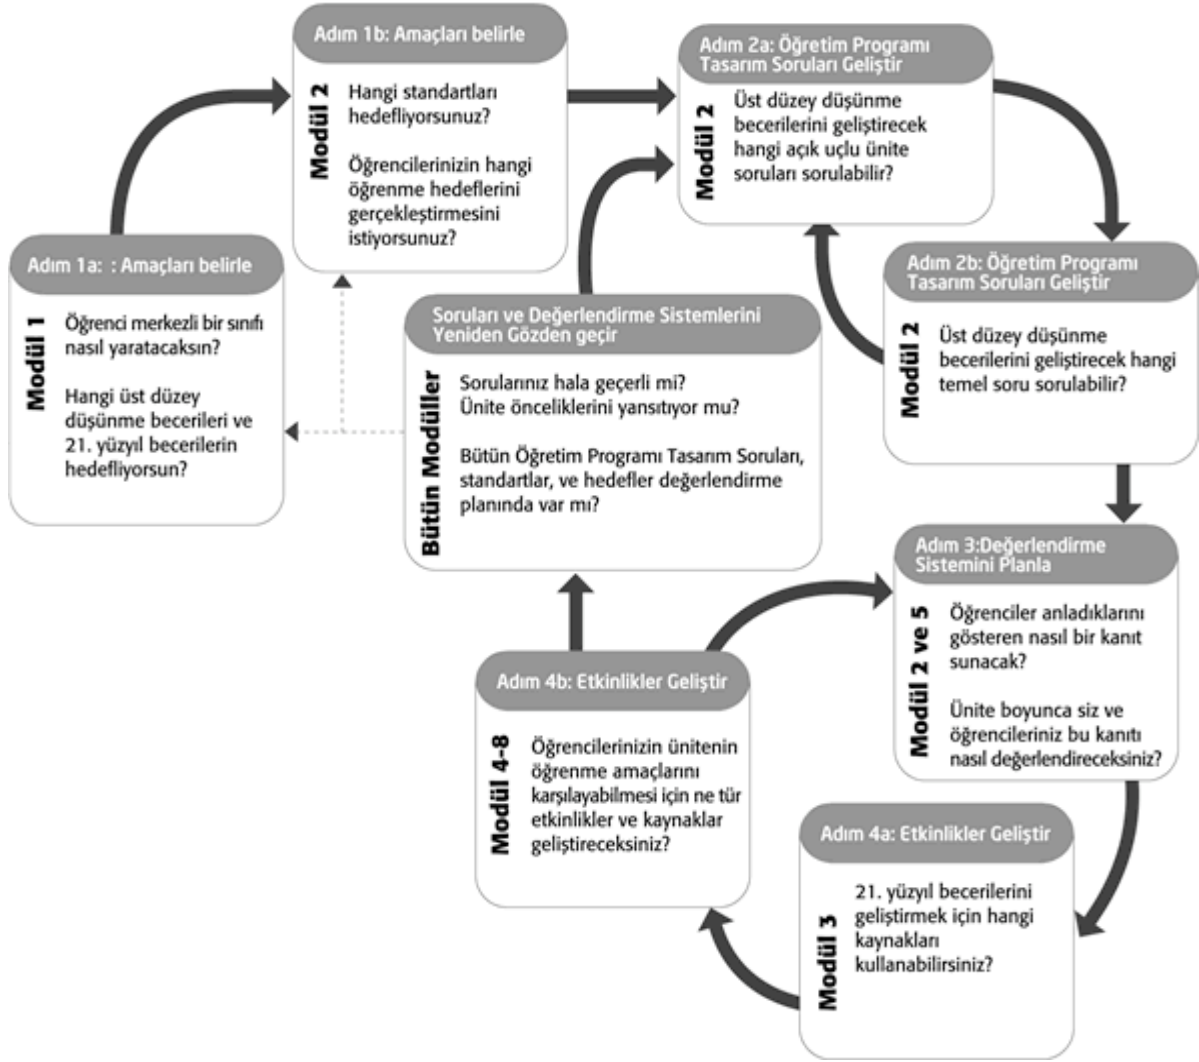 Adım 1a: : Amaçları belirle
Modül 1
Öğrenci merkezli bir sınıfı
nasıl yaratacaksın?
Hangi üst düzey
düşünme becerileri ve
21. yüzyıl becerilerin
hedefliyorsun?
Adım 1b: Amaçları belirle
Modül 2
Hangi standartları
hedefliyorsunuz?
Öğrencilerinizin hangi
öğrenme hedeflerini
gerçekleştirmesini
istiyorsunuz?
Adım 2a: Öğretim Programı
Tasarım Soruları Geliştir
Modül 2
Üst düzey düşünme
becerilerini geliştirecek
hangi açık uçlu ünite
soruları sorulabilir?
Adım 2b: Öğretim Programı
Tasarım Soruları Geliştir
Modül 2
Üst düzey düşünme
becerilerini geliştirecek hangi
temel soru sorulabilir?
Adım 3:Değerlendirme
Sistemini Planla
Modül 2 ve 5
Öğrenciler anladıklarını
gösteren nasıl bir kanıt
sunacak?
Ünite boyunca siz ve
öğrencileriniz bu kanıtı
nasıl değerlendireceksiniz?
Adım 4a: Etkinlikler Geliştir
Modül 3
21. yüzyıl becerilerini
geliştirmek için hangi
kaynakları
kullanabilirsiniz?
Adım 4b: Etkinlikler Geliştir
Modül 4-8
Öğrencilerinizin ünitenin
öğrenme amaçlarını
karşılayabilmesi için ne tür
etkinlikler ve kaynaklar
geliştireceksiniz?
Soruları ve Değerlendirme Sistemlerini
Yeniden Gözden geçir
Bütün Modüller
Sorularınız hala geçerli mi?
Ünite önceliklerini yansıtıyor mu?
Bütün Öğretim Programı Tasarım Soruları,
standartlar, ve hedefler değerlendirme
planında var mı?